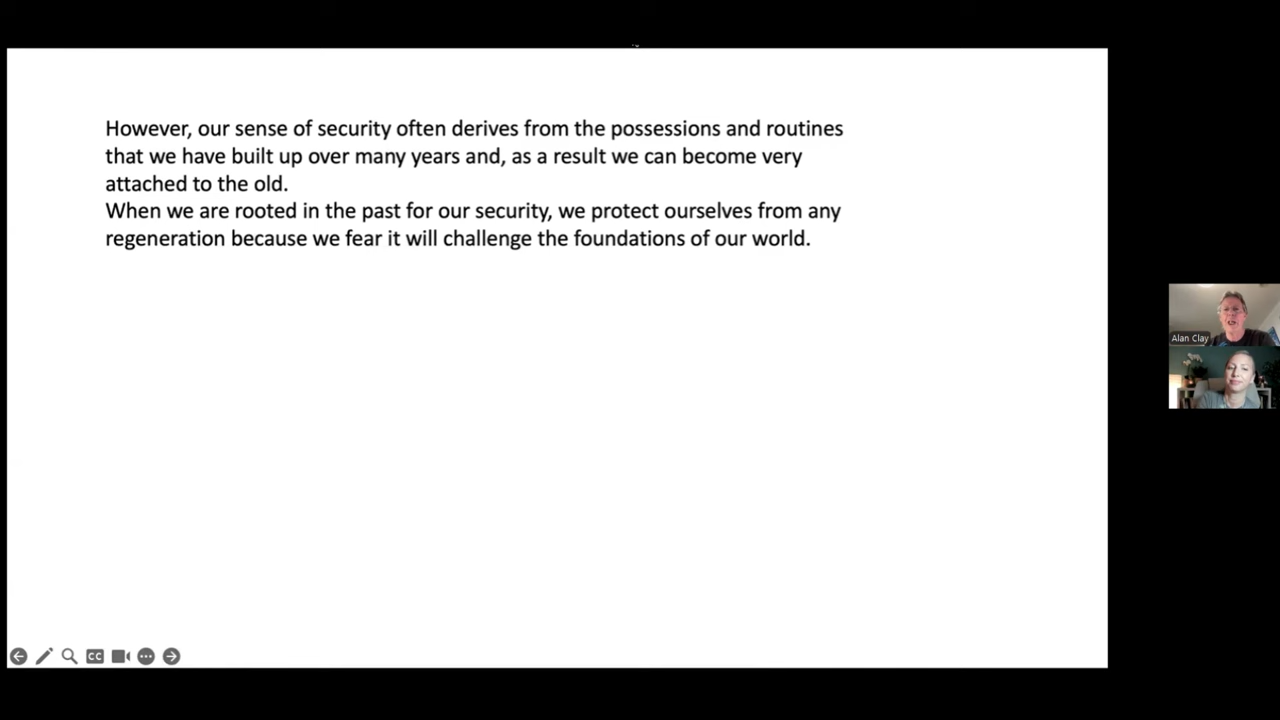 However, our sense of security often derives from the possessions and routines
that we have built up over many years and, as a result we can become very
attached to the old.
When we are rooted in the past for our security, we protect ourselves from any
regeneration because we fear it will challenge the foundations of our world.
Alan Clay
CC